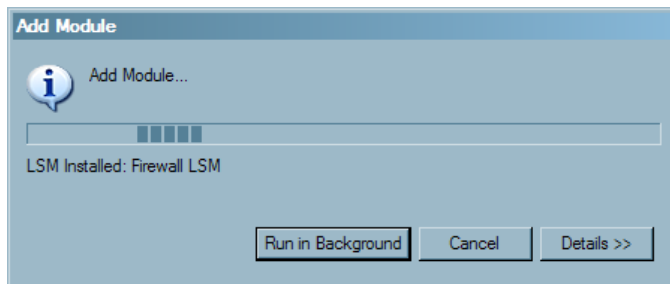 Add Module
Add Module...
LSM Installed: Firewall LSM
Run in Background
Cancel
Details >>